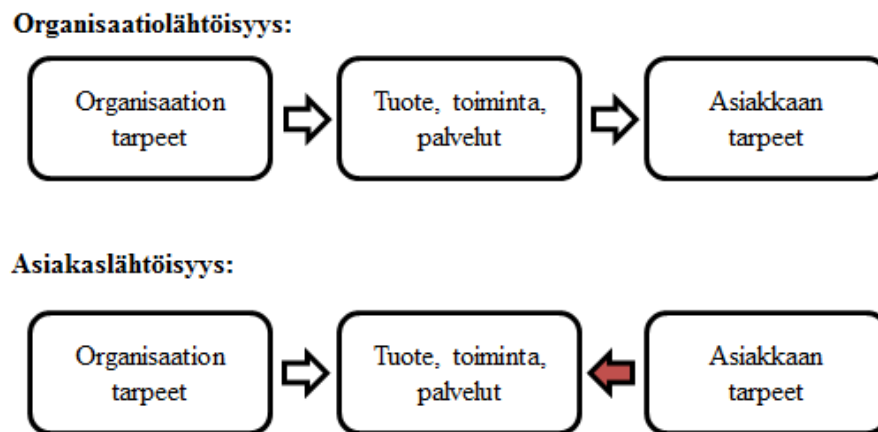 Organisaatiolähtöisyys:
Organisaation
tarpeet
Tuote, toiminta,
palvelut
Asiakkaan
tarpeet
Asiakaslähtöisyys:
Organisaation
tarpeet
Tuote, toiminta,
palvelut
Asiakkaan
tarpeet